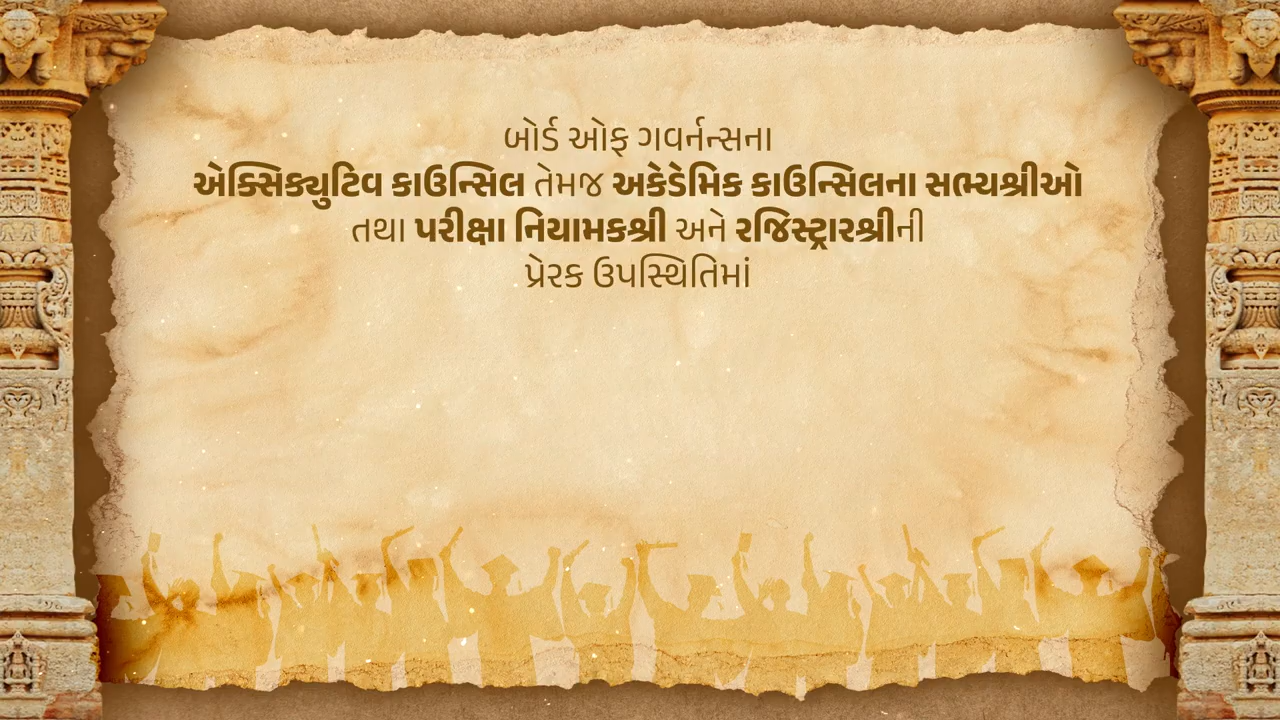 બોર્ડ ઓફ ગવર્નન્સના
એક્સિક્યુટિવ કાઉન્સિલ તેમજ અકેડેમિક કાઉન્સિલના સભ્યશ્રીઓ
તથા પરીક્ષા નિયામકશ્રી અને રજિસ્ટ્રારશ્રીની
પ્રેરક ઉપસ્થિતિમાં